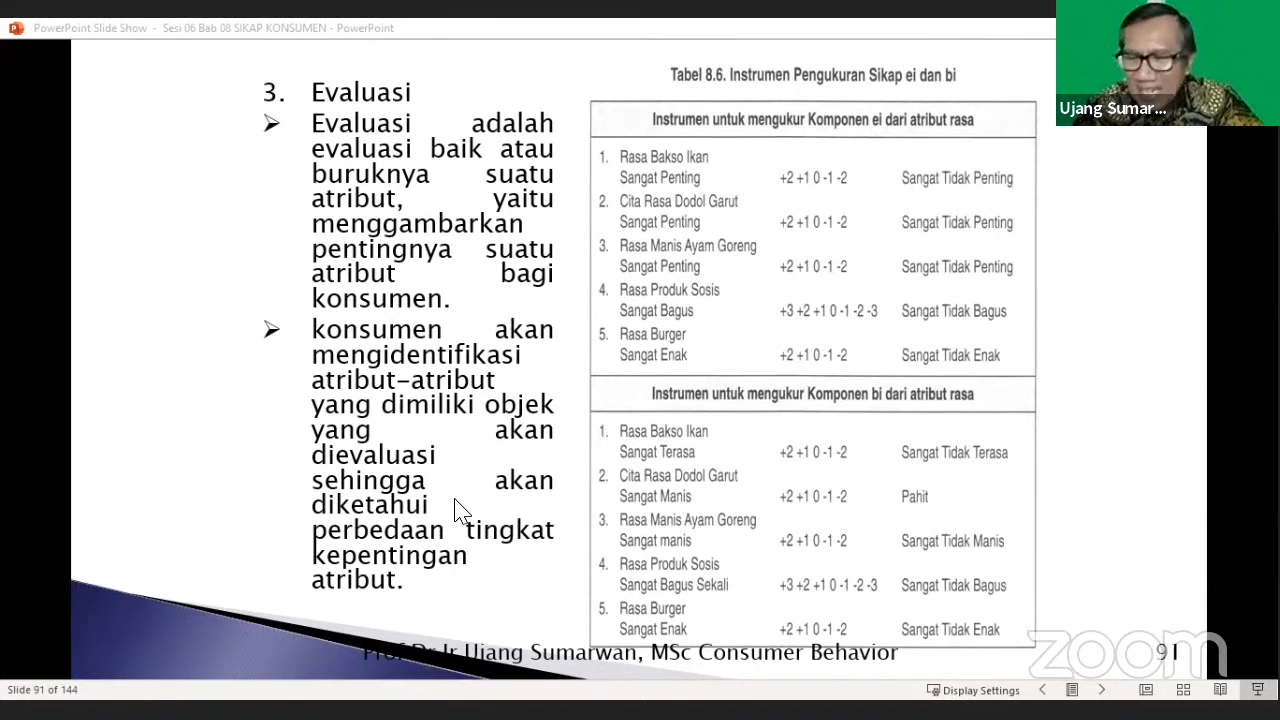 PowerPoint Slide Show - Sesi 06 Bab 08 SIKAP KONSUMEN - PowerPoint
Ujang Sumar...
3. Evaluasi
Evaluasi adalah
evaluasi baik atau
buruknya suatu
atribut, yaitu
menggambarkan
pentingnya suatu
atribut bagi
konsumen.
konsumen akan
mengidentifikasi
atribut-atribut
yang dimiliki objek
yang akan
dievaluasi
sehingga akan
diketahui
perbedaan tingkat
kepentingan
atribut.
Tabel 8.6. Instrumen Pengukuran Sikap ei dan bi
Instrumen untuk mengukur Komponen ei dari atribut rasa
1. Rasa Bakso Ikan
Sangat Penting +2 +1 0 -1 -2 Sangat Tidak Penting
2. Cita Rasa Dodol Garut
Sangat Penting +2 +1 0 -1 -2 Sangat Tidak Penting
3. Rasa Manis Ayam Goreng
Sangat Penting +2 +1 0 -1 -2 Sangat Tidak Penting
4. Rasa Produk Sosis
Sangat Bagus +3 +2 +1 0 -1 -2 -3 Sangat Tidak Bagus
5. Rasa Burger
Sangat Enak +2 +1 0 -1 -2 Sangat Tidak Enak
Instrumen untuk mengukur Komponen bi dari atribut rasa
1. Rasa Bakso Ikan
Sangat Terasa +2 +1 0 -1 -2 Sangat Tidak Terasa
2. Cita Rasa Dodol Garut
Sangat Manis +2 +1 0 -1 -2 Pahit
3. Rasa Manis Ayam Goreng
Sangat manis +2 +1 0 -1 -2 Sangat Tidak Manis
4. Rasa Produk Sosis
Sangat Bagus Sekali +3 +2 +1 0 -1 -2 -3 Sangat Tidak Bagus
5. Rasa Burger
Sangat Enak +2 +1 0 -1 -2 Sangat Tidak Enak
Prof Dr Ir Ujang Sumarwan, MSc Consumer Behavior
91
zoom
Slide 91 of 144
Display Settings